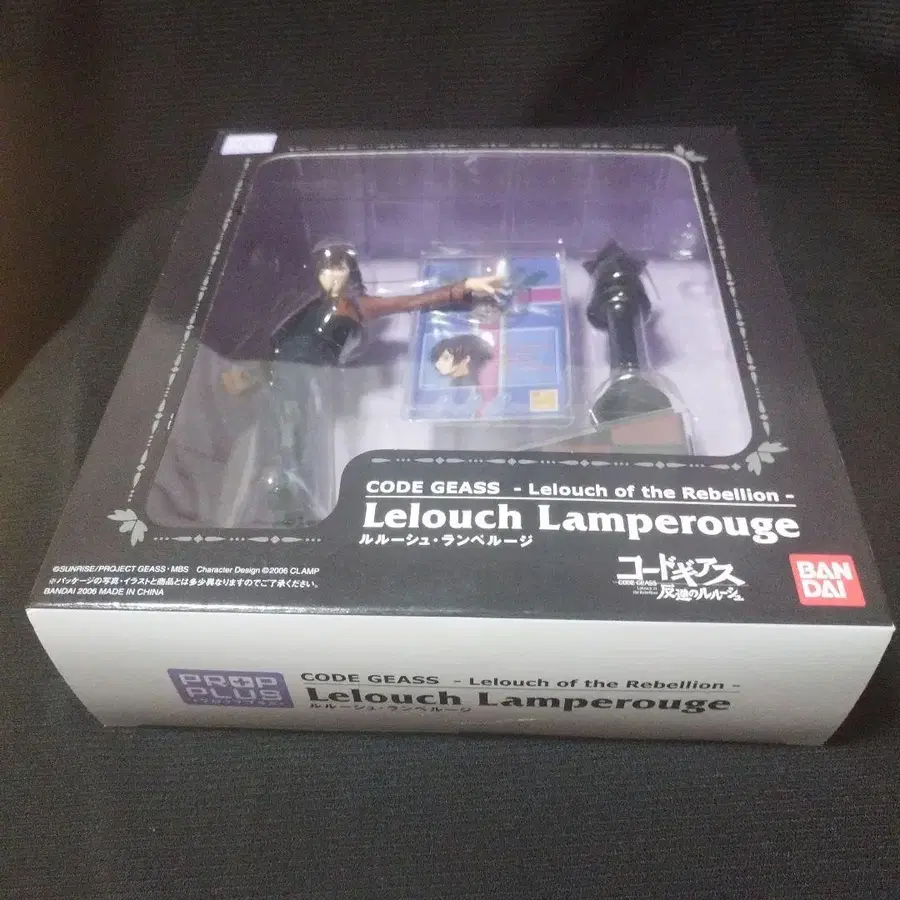 CODE GEASS - Lelouch of the Rebellion -
Lelouch Lamperouge
ルルーシュ・ランペルージ
©SUNRISE/PROJECT GEASS・MBS Character Design ©2006 CLAMP
※パッケージの写真・イラストと商品とは多少異なりますのでご了承ください。
BANDAI 2006 MADE IN CHINA
コードギアス
CODE GEASS
反逆のルルーシュ
BAN
DAI
PROP
PLUS
CODE GEASS - Lelouch of the Rebellion -
Lelouch Lamperouge
ルルーシュ・ランペルージ